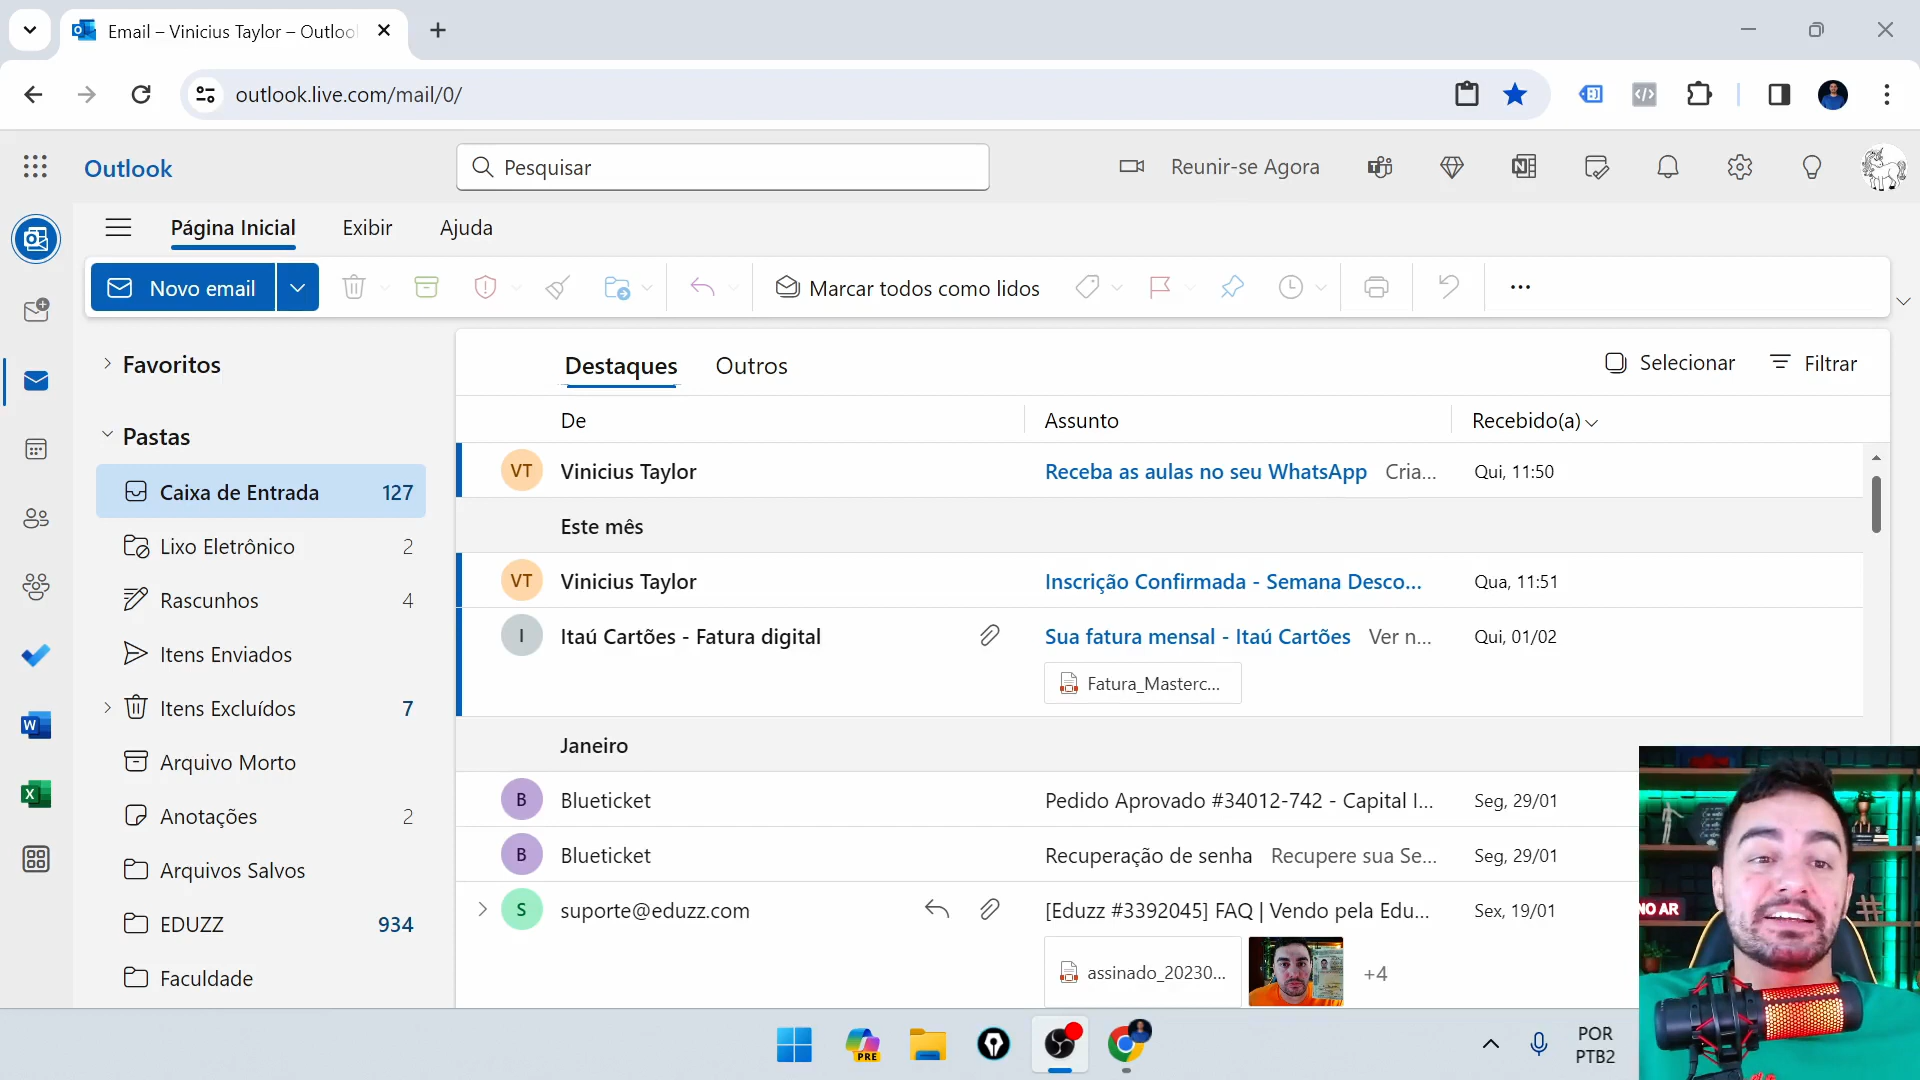 Email – Vinicius Taylor – Outloo
outlook.live.com/mail/0/
Outlook
Pesquisar
Reunir-se Agora
Página Inicial
Exibir
Ajuda
Novo email
Marcar todos como lidos
Favoritos
Pastas
Caixa de Entrada 127
Lixo Eletrônico 2
Rascunhos 4
Itens Enviados
Itens Excluídos 7
Arquivo Morto
Anotações 2
Arquivos Salvos
EDUZZ 934
Faculdade
Destaques Outros
Selecionar Filtrar
De Assunto Recebido(a)
VT Vinicius Taylor Receba as aulas no seu WhatsApp Cria... Qui, 11:50
Este mês
VT Vinicius Taylor Inscrição Confirmada - Semana Desco... Qua, 11:51
I Itaú Cartões - Fatura digital Sua fatura mensal - Itaú Cartões Ver n... Qui, 01/02
Fatura_Masterc...
Janeiro
B Blueticket Pedido Aprovado #34012-742 - Capital I... Seg, 29/01
B Blueticket Recuperação de senha Recupere sua Se... Seg, 29/01
S suporte@eduzz.com [Eduzz #3392045] FAQ | Vendo pela Edu... Sex, 19/01
assinado_20230... +4
NO AR
#
PRE
POR
PTB2